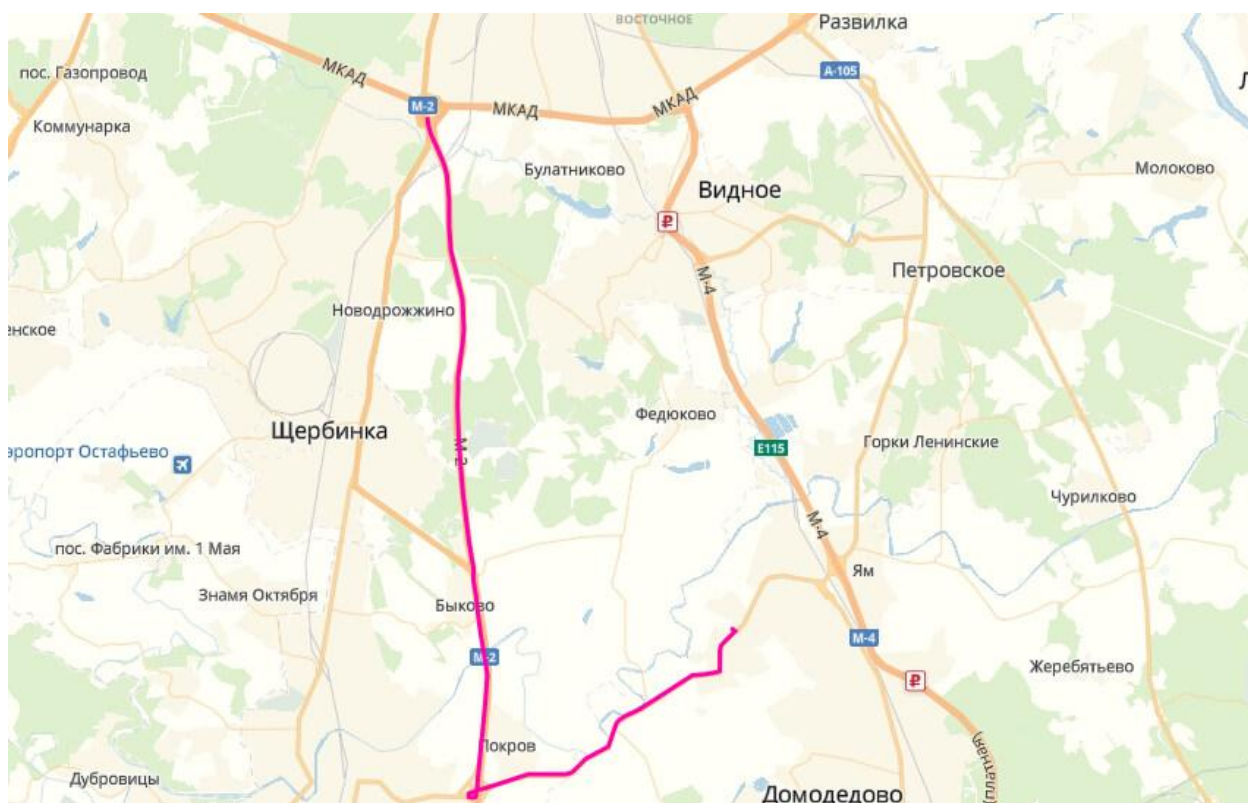 ВОСТОЧНОЕ
Развилка
пос. Газопровод
МКАД
А-105
М-2
МКАД
МКАД
Коммунарка
Булатниково
Видное
Молоково
₽
М-4
Петровское
Новодрожжино
енское
Федюково
Щербинка
М-2
эропорт Остафьево
Е115
Горки Ленинские
Чурилково
М-4
пос. Фабрики им. 1 Мая
Ям
Знамя Октября
Быково
М-4
М-2
₽
Жеребятьево
Покров
Дубровицы
Домодедово